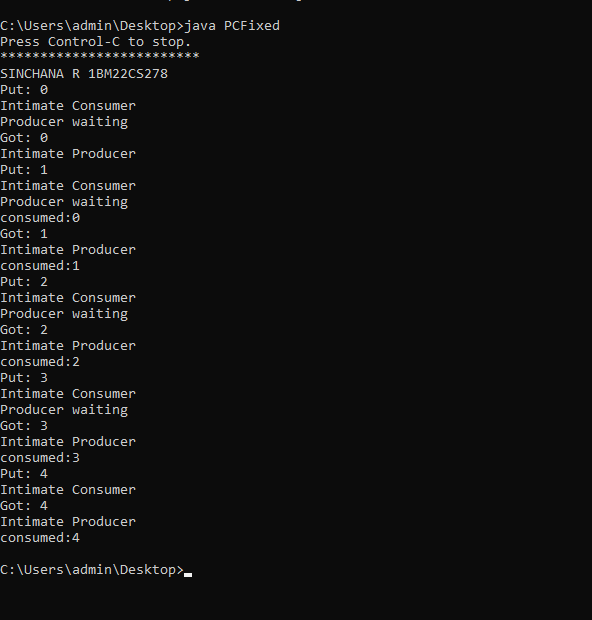 C:\Users\admin\Desktop>java PCFixed
Press Control-C to stop.
*************************
SINCHANA R 1BM22CS278
Put: 0
Intimate Consumer
Producer waiting
Got: 0
Intimate Producer
Put: 1
Intimate Consumer
Producer waiting
consumed:0
Got: 1
Intimate Producer
consumed:1
Put: 2
Intimate Consumer
Producer waiting
Got: 2
Intimate Producer
consumed:2
Put: 3
Intimate Consumer
Producer waiting
Got: 3
Intimate Producer
consumed:3
Put: 4
Intimate Consumer
Got: 4
Intimate Producer
consumed:4
C:\Users\admin\Desktop>